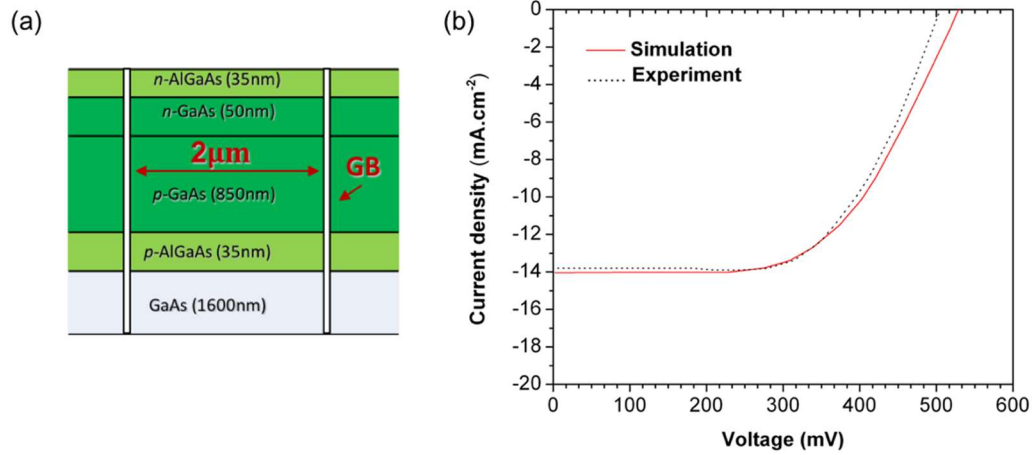 (a)
n-AlGaAs (35nm)
n-GaAs (50nm)
2μm
GB
p-GaAs (850nm)
p-AlGaAs (35nm)
GaAs (1600nm)
(b)
Simulation
Experiment
0
-2
-4
-6
-8
-10
-12
-14
-16
-18
-20
Current density (mA.cm⁻²)
0 100 200 300 400 500 600
Voltage (mV)